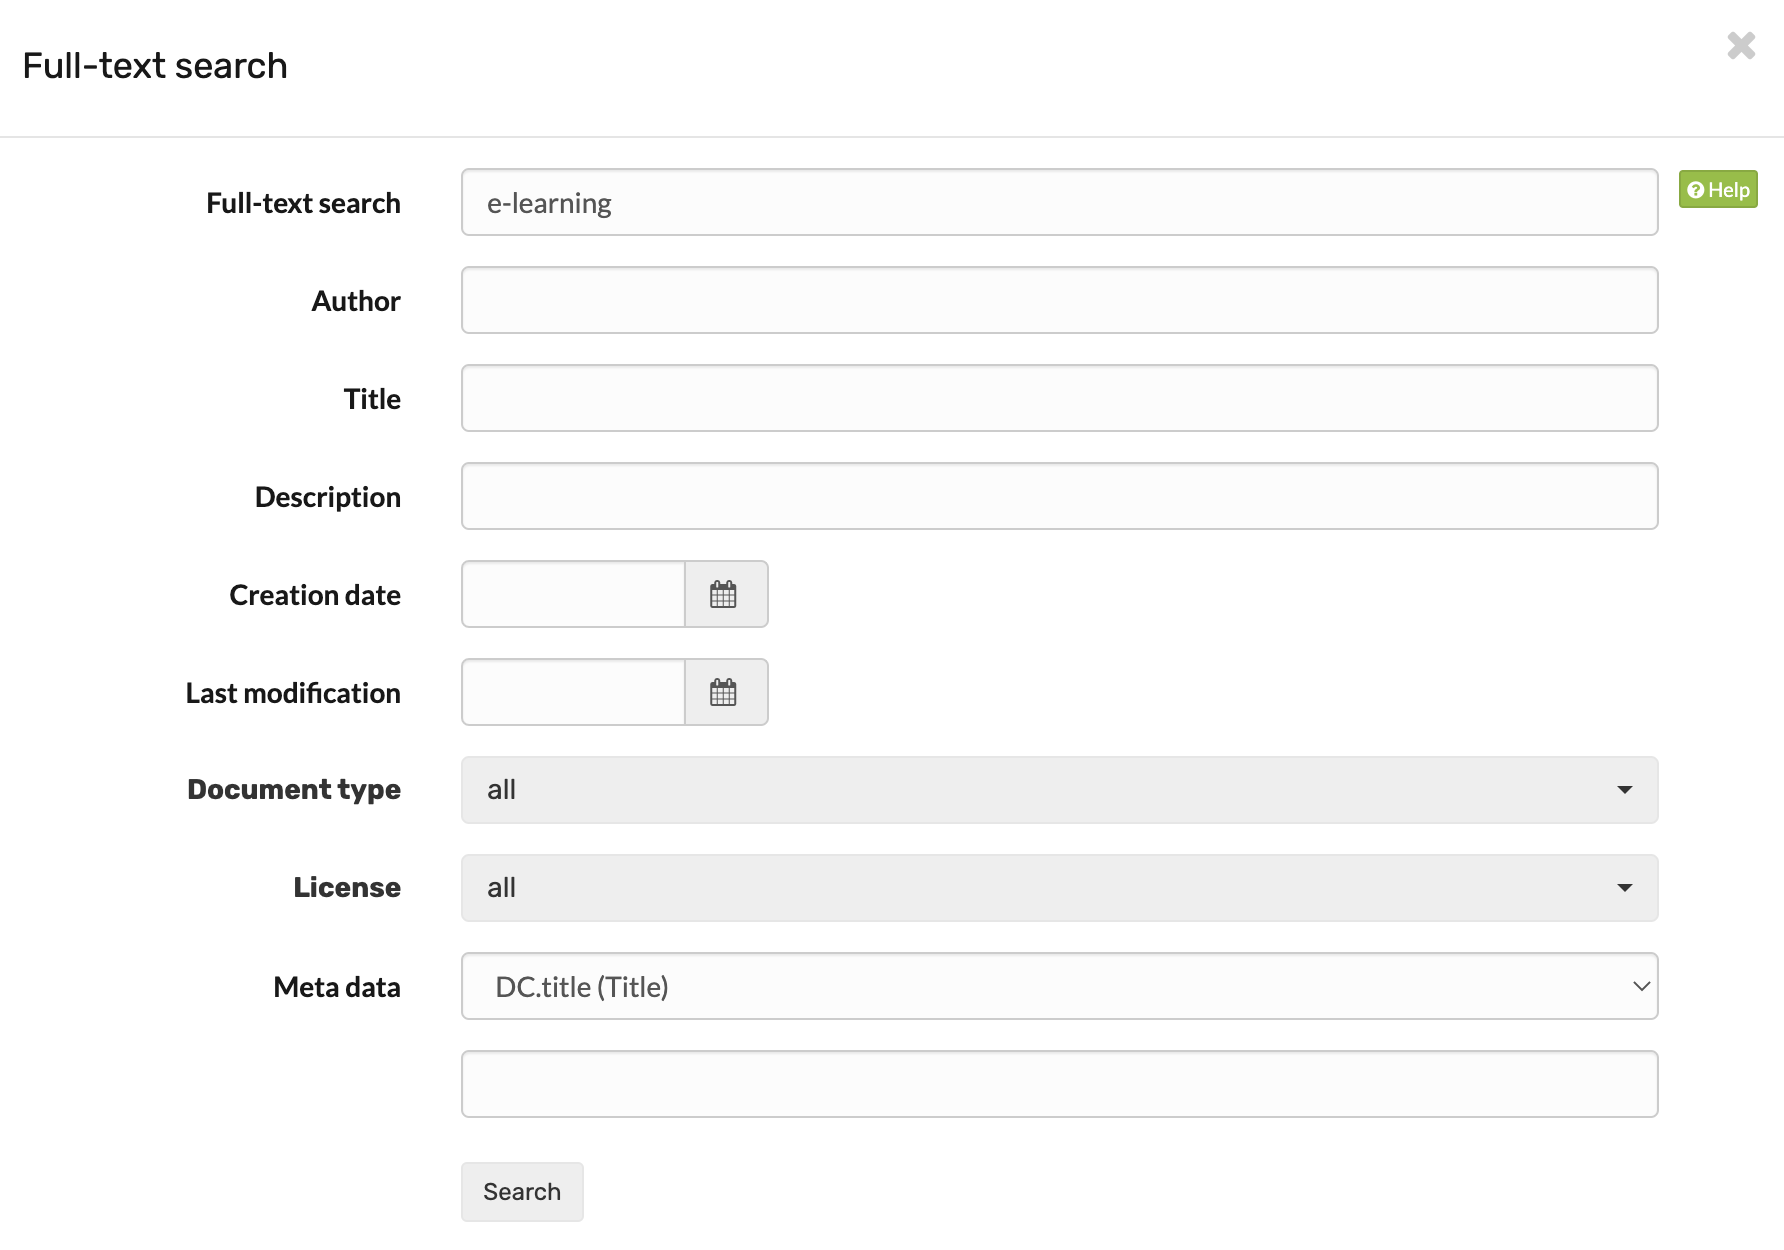 Full-text search
Full-text search e-learning Help
Author
Title
Description
Creation date
Last modification
Document type all
License all
Meta data DC.title (Title)
Search